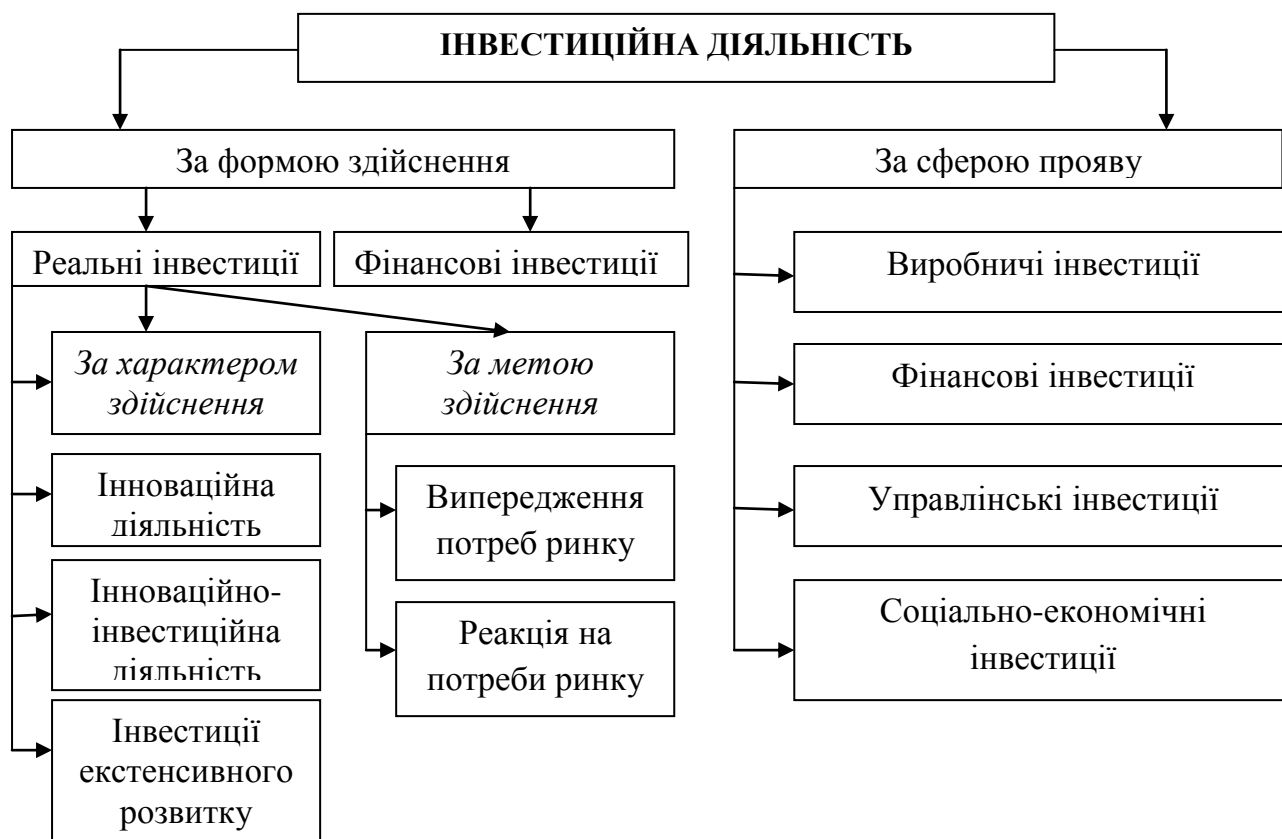 ІНВЕСТИЦІЙНА ДІЯЛЬНІСТЬ
За формою здійснення
За сферою прояву
Реальні інвестиції
Фінансові інвестиції
За характером
здійснення
За метою
здійснення
Інноваційна
діяльність
Інноваційно-
інвестиційна
діяльність
Інвестиції
екстенсивного
розвитку
Випередження
потреб ринку
Реакція на
потреби ринку
Виробничі інвестиції
Фінансові інвестиції
Управлінські інвестиції
Соціально-економічні
інвестиції